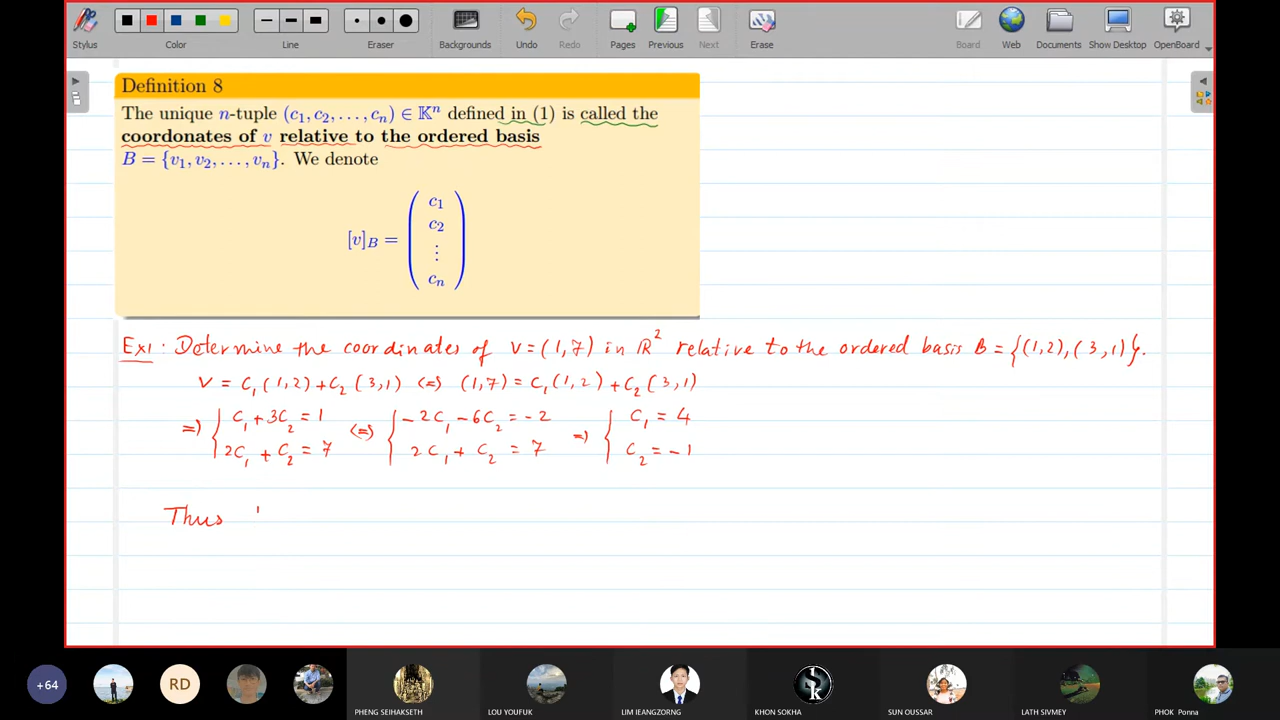 Stylus Color Line Eraser Backgrounds Undo Redo Pages Previous Next Erase Board Web Documents Show Desktop OpenBoard
Definition 8
The unique n-tuple (c₁, c₂, . . . , cₙ) ∈ 𝕂ⁿ defined in (1) is called the
coordonates of v relative to the ordered basis
B = {v₁, v₂, . . . , vₙ}. We denote
[v]_B = ( c₁ c₂ ⋮ cₙ )
Ex1 : Determine the coordinates of V = (1,7) in ℝ² relative to the ordered basis B = {(1,2), (3,1)}.
V = C₁(1,2) + C₂(3,1) <=> (1,7) = C₁(1,2) + C₂(3,1)
=> { C₁ + 3C₂ = 1 <=> { -2C₁ - 6C₂ = -2 => { C₁ = 4
2C₁ + C₂ = 7 2C₁ + C₂ = 7 C₂ = -1
Thus
+64 RD PHENG SEIHAKSETH LOU YOUFUK LIM IEANGZORNG KHON SOKHA SUN OUSSAR LATH SIVMEY PHOK Ponna